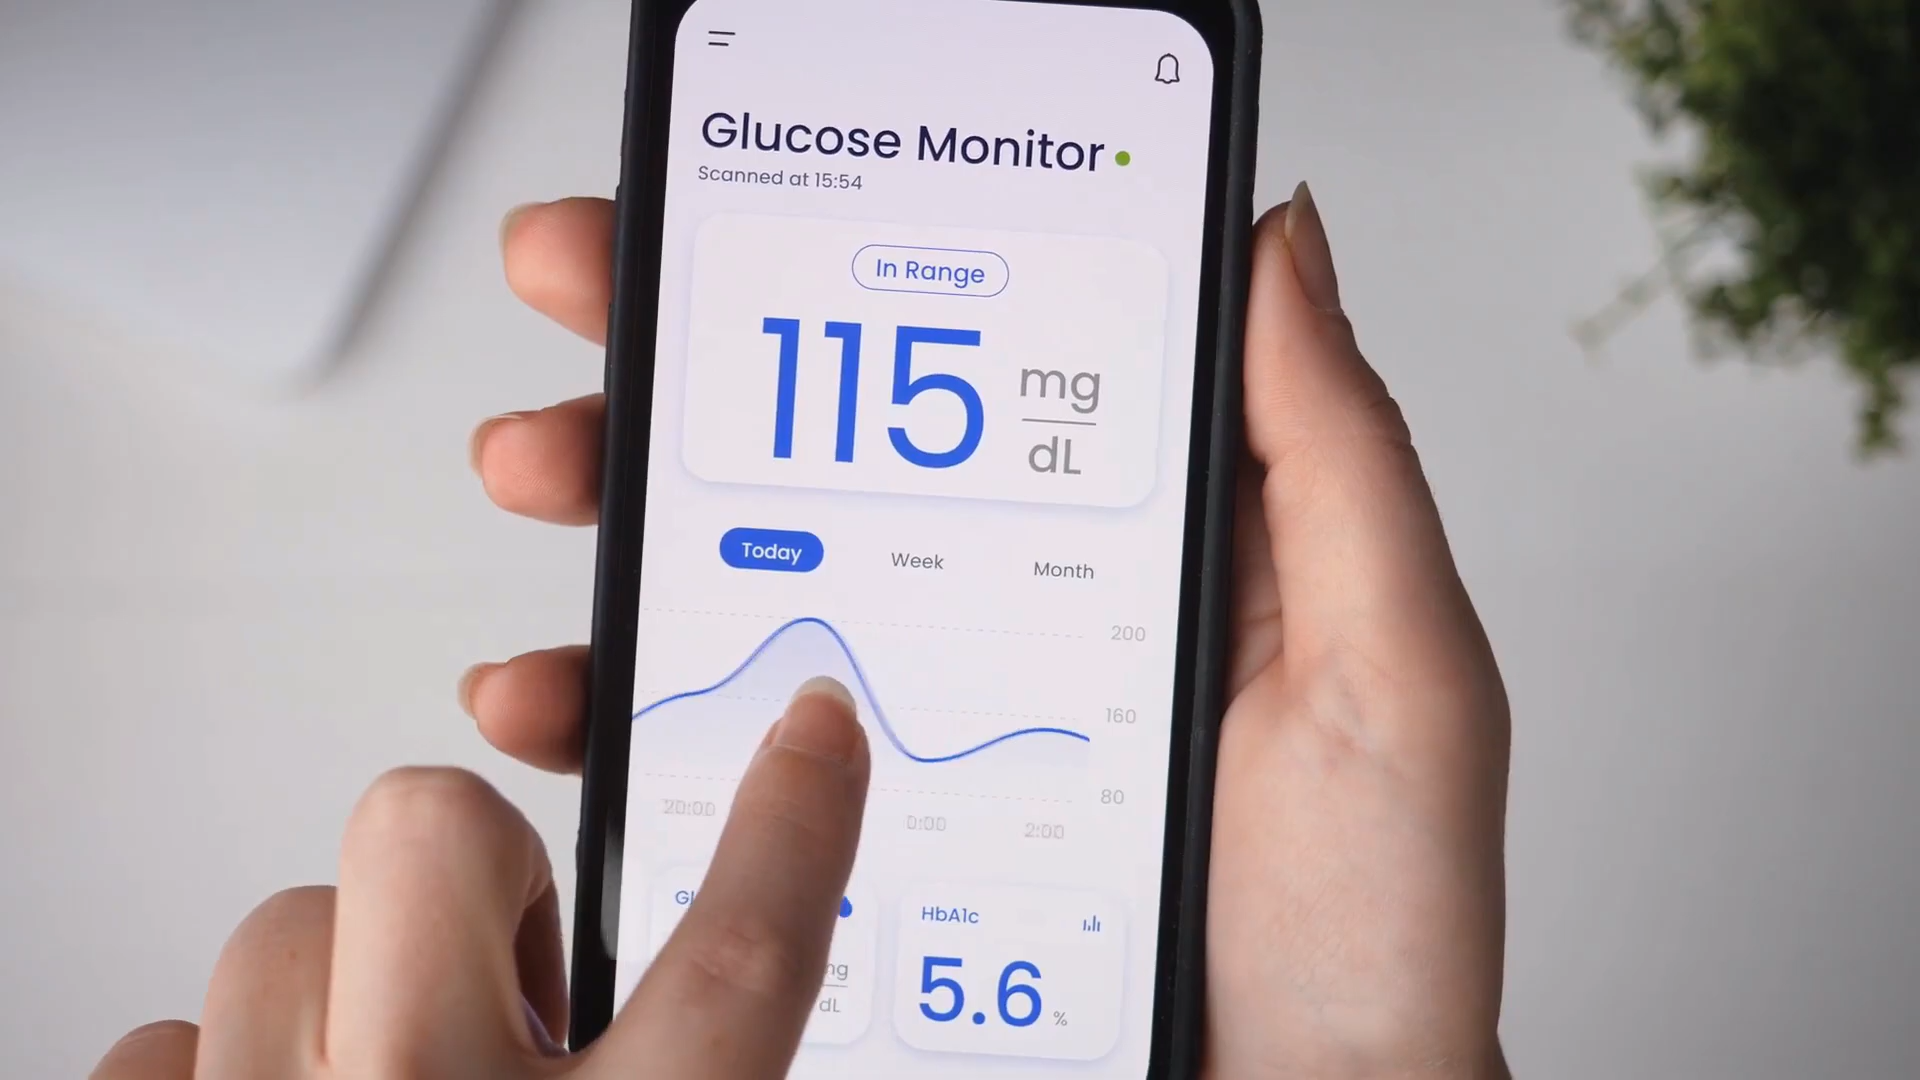 Glucose Monitor
Scanned at 15:54
In Range
115 mg
dL
Today Week Month
200
160
80
20:00 0:00 2:00
HbA1c
dL
5.6 %